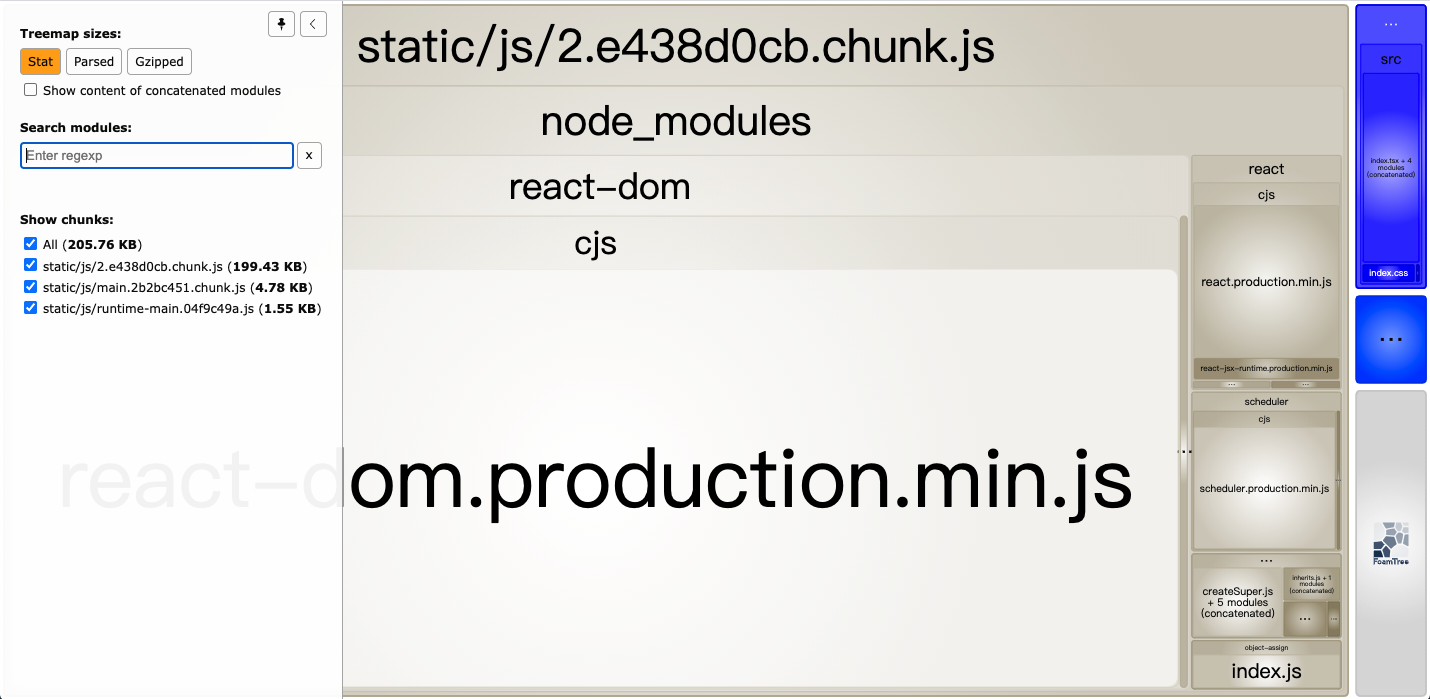 Treemap sizes:
Stat
Parsed
Gzipped
Show content of concatenated modules
Search modules:
Enter regexp
x
Show chunks:
All (205.76 KB)
static/js/2.e438d0cb.chunk.js (199.43 KB)
static/js/main.2b2bc451.chunk.js (4.78 KB)
static/js/runtime-main.04f9c49a.js (1.55 KB)
static/js/2.e438d0cb.chunk.js
node_modules
react-dom
cjs
react-dom.production.min.js
...
react
cjs
react.production.min.js
react-jsx-runtime.production.min.js
...
...
scheduler
cjs
scheduler.production.min.js
...
...
createSuper.js
+ 5 modules
(concatenated)
inherits.js + 1
modules
(concatenated)
...
...
object-assign
index.js
...
src
index.tsx + 4
modules
(concatenated)
index.css
...
FoamTree